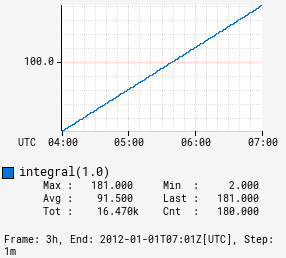 100.0
UTC 04:00 05:00 06:00 07:00
integral(1.0)
Max : 181.000 Min : 2.000
Avg : 91.500 Last : 181.000
Tot : 16.470k Cnt : 180.000
Frame: 3h, End: 2012-01-01T07:01Z[UTC], Step:
1m